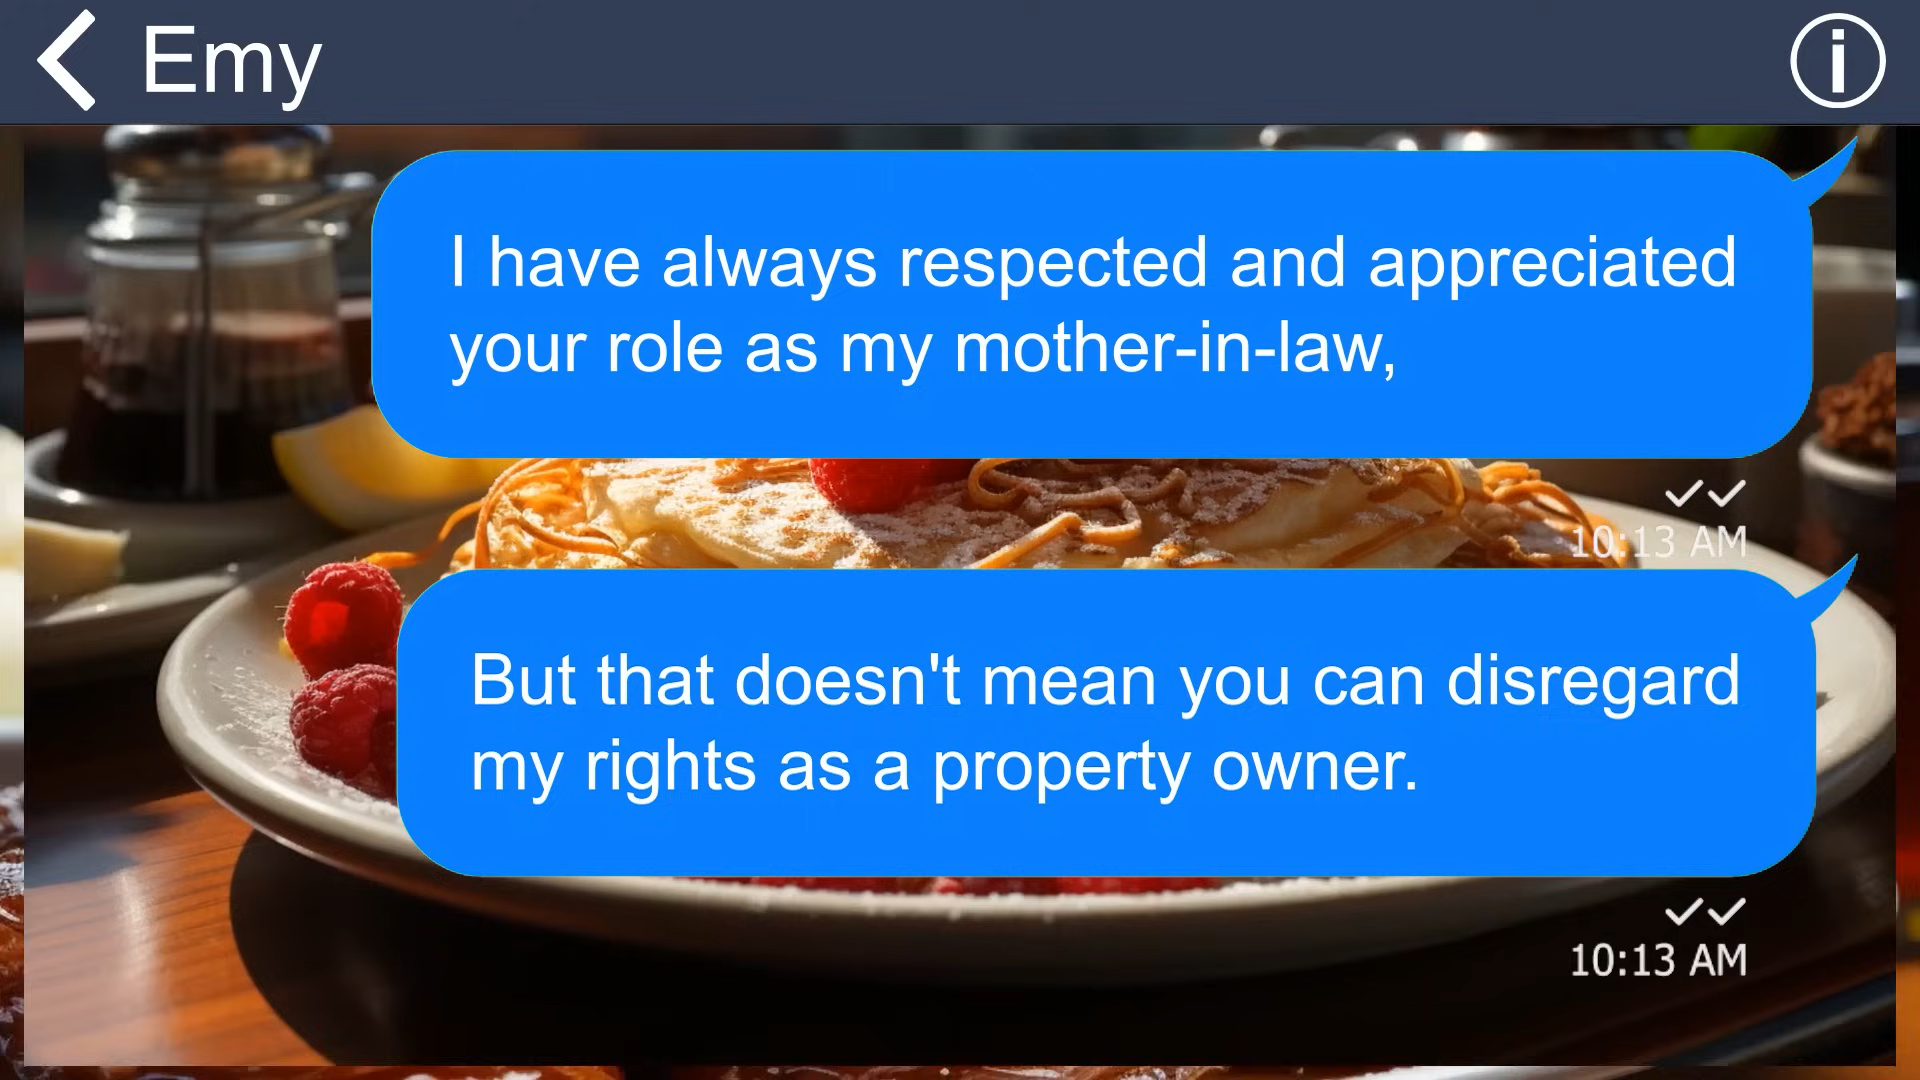 Emy
I have always respected and appreciated
your role as my mother-in-law,
10:13 AM
But that doesn't mean you can disregard
my rights as a property owner.
10:13 AM